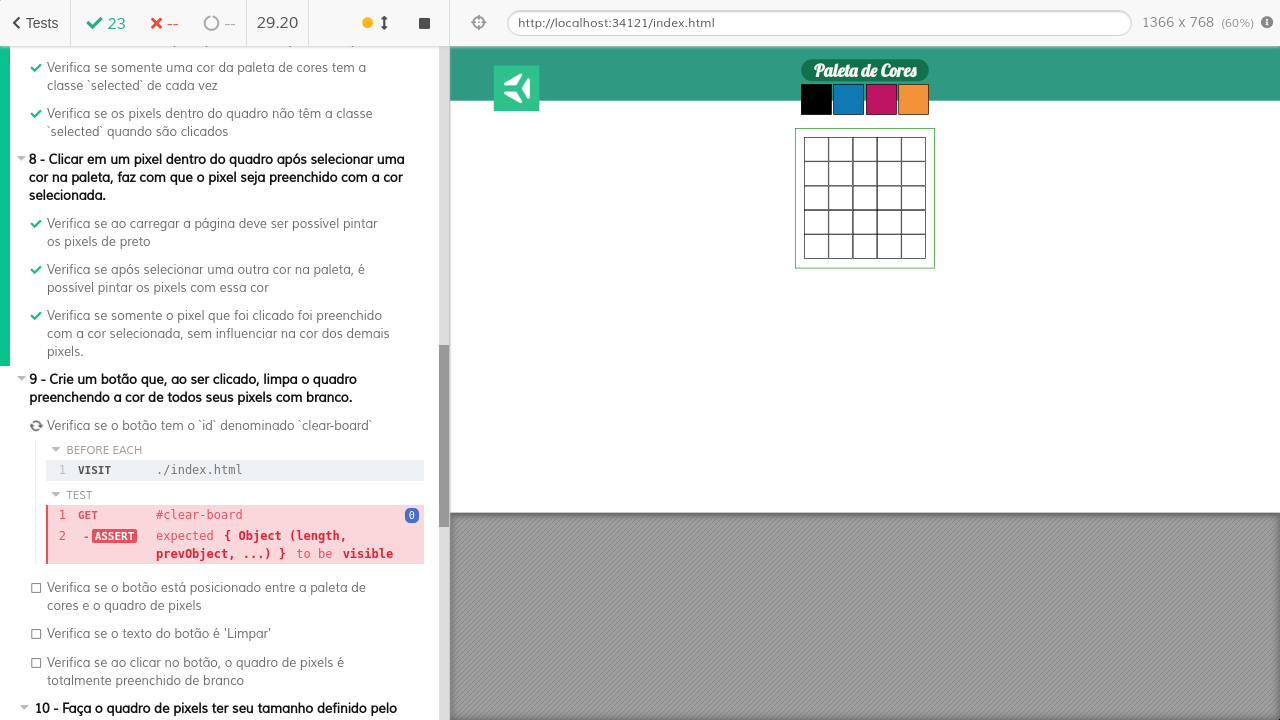 Tests
23
--
--
29.20
http://localhost:34121/index.html
1366 x 768 (60%)
Verifica se somente uma cor da paleta de cores tem a
classe `selected` de cada vez
Verifica se os pixels dentro do quadro não têm a classe
`selected` quando são clicados
8 - Clicar em um pixel dentro do quadro após selecionar uma
cor na paleta, faz com que o pixel seja preenchido com a cor
selecionada.
Verifica se ao carregar a página deve ser possível pintar
os pixels de preto
Verifica se após selecionar uma outra cor na paleta, é
possível pintar os pixels com essa cor
Verifica se somente o pixel que foi clicado foi preenchido
com a cor selecionada, sem influenciar na cor dos demais
pixels.
9 - Crie um botão que, ao ser clicado, limpa o quadro
preenchendo a cor de todos seus pixels com branco.
Verifica se o botão tem o `id` denominado `clear-board`
BEFORE EACH
1 VISIT ./index.html
TEST
1 GET #clear-board 0
2 -ASSERT expected { Object (length,
prevObject, ...) } to be visible
Verifica se o botão está posicionado entre a paleta de
cores e o quadro de pixels
Verifica se o texto do botão é 'Limpar'
Verifica se ao clicar no botão, o quadro de pixels é
totalmente preenchido de branco
10 - Faça o quadro de pixels ter seu tamanho definido pelo
Paleta de Cores